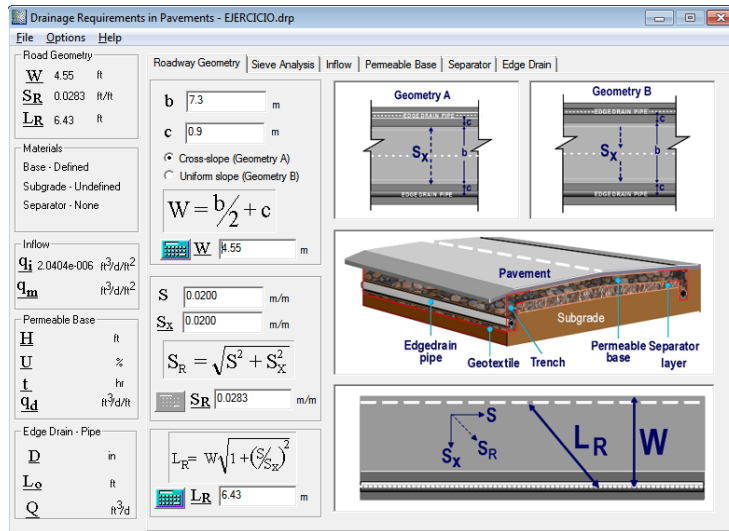 Drainage Requirements in Pavements - EJERCICIO.drp
File Options Help
Road Geometry
W 4.55 ft
SR 0.0283 ft/ft
LR 6.43 ft
Materials
Base - Defined
Subgrade - Undefined
Separator - None
Inflow
qi 2.0404e-006 ft³/d/ft²
qm ft³/d/ft²
Permeable Base
H ft
U %
t hr
qd ft³/d/ft
Edge Drain - Pipe
D in
Lo ft
Q ft³/d
Roadway Geometry Sieve Analysis Inflow Permeable Base Separator Edge Drain
b 7.3 m
c 0.9 m
Cross-slope (Geometry A)
Uniform slope (Geometry B)
W = b/2 + c
W 4.55 m
S 0.0200 m/m
Sx 0.0200 m/m
SR = √S² + SX²
SR 0.0283 m/m
LR = W√1+(S/SX)²
LR 6.43 m
Geometry A
EDGEDRAIN PIPE
c
SX
b
EDGEDRAIN PIPE
c
Geometry B
EDGEDRAIN PIPE
c
SX
b
EDGEDRAIN PIPE
c
Pavement
Subgrade
Edgedrain pipe
Geotextile
Trench
Permeable base
Separator layer
S
SR
Sx
LR
W